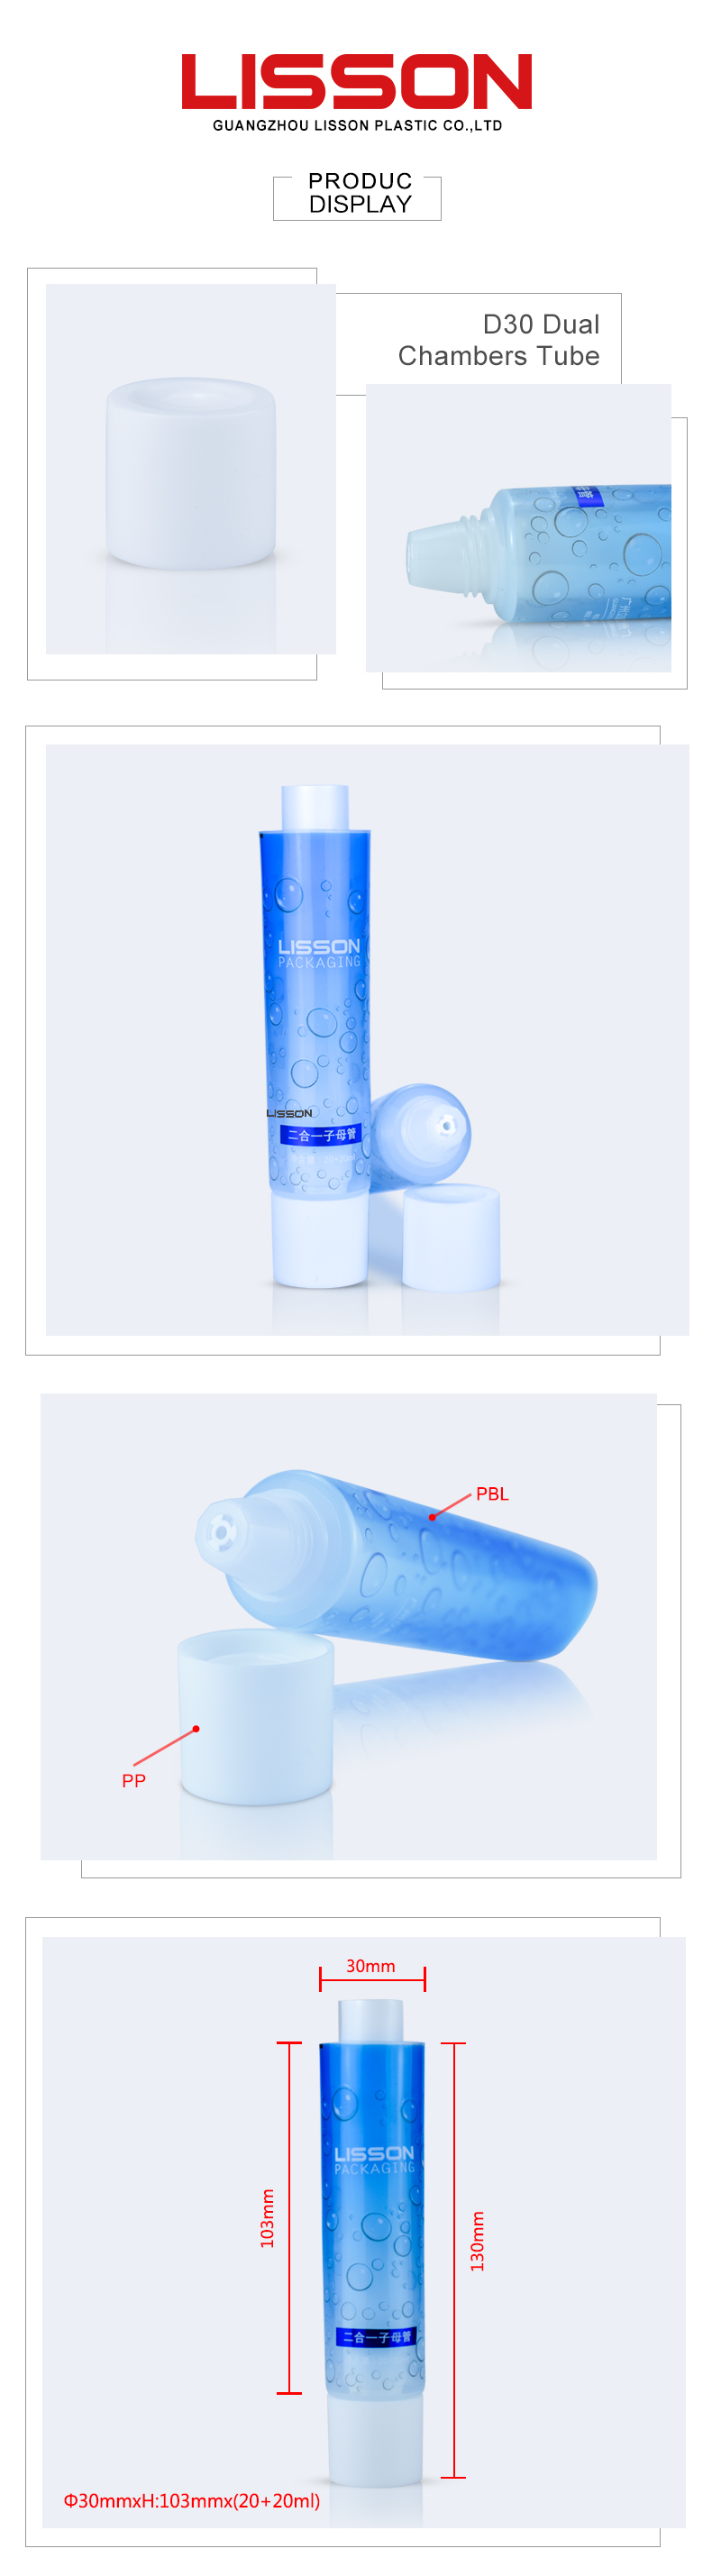 LISSON
GUANGZHOU LISSON PLASTIC CO.,LTD
PRODUC
DISPLAY
D30 Dual
Chambers Tube
LISSON
PACKAGING
LISSON
二合一子母管
PBL
PP
30mm
LISSON
PACKAGING
103mm
130mm
二合一子母管
Φ30mmxH:103mmx(20+20ml)